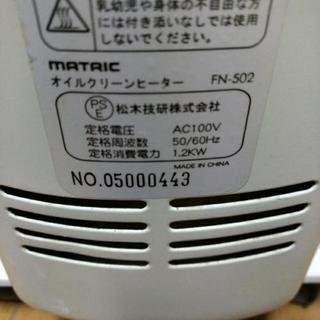 乳幼児や身体の不自由な方
は付き添いなしでは使用
しないでください。
MATRIC
オイルクリーンヒーター FN-502
PSE 松木技研株式会社
定格電圧 AC100V
定格周波数 50/60Hz
定格消費電力 1.2KW
MADE IN CHINA
NO.05000443